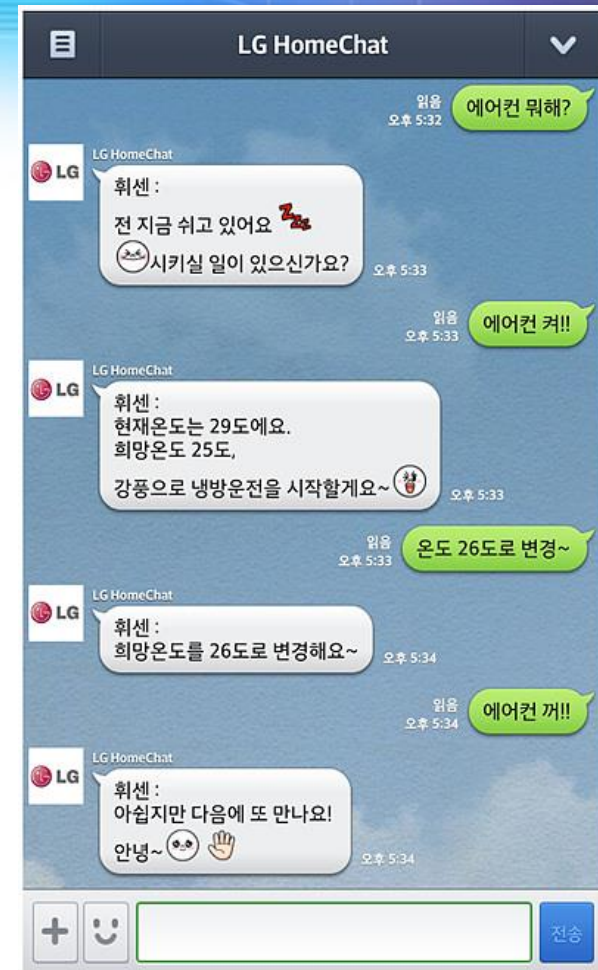 LG HomeChat
에어컨 뭐해?
읽음
오후 5:32
LG HomeChat
LG
휘센 :
전 지금 쉬고 있어요 Zzz
시키실 일이 있으신가요?
오후 5:33
에어컨 켜!!
읽음
오후 5:33
LG HomeChat
LG
휘센 :
현재온도는 29도에요.
희망온도 25도,
강풍으로 냉방운전을 시작할게요~
오후 5:33
온도 26도로 변경~
읽음
오후 5:33
LG HomeChat
LG
휘센 :
희망온도를 26도로 변경해요~
오후 5:34
에어컨 꺼!!
읽음
오후 5:34
LG HomeChat
LG
휘센 :
아쉽지만 다음에 또 만나요!
안녕~
오후 5:34
전송